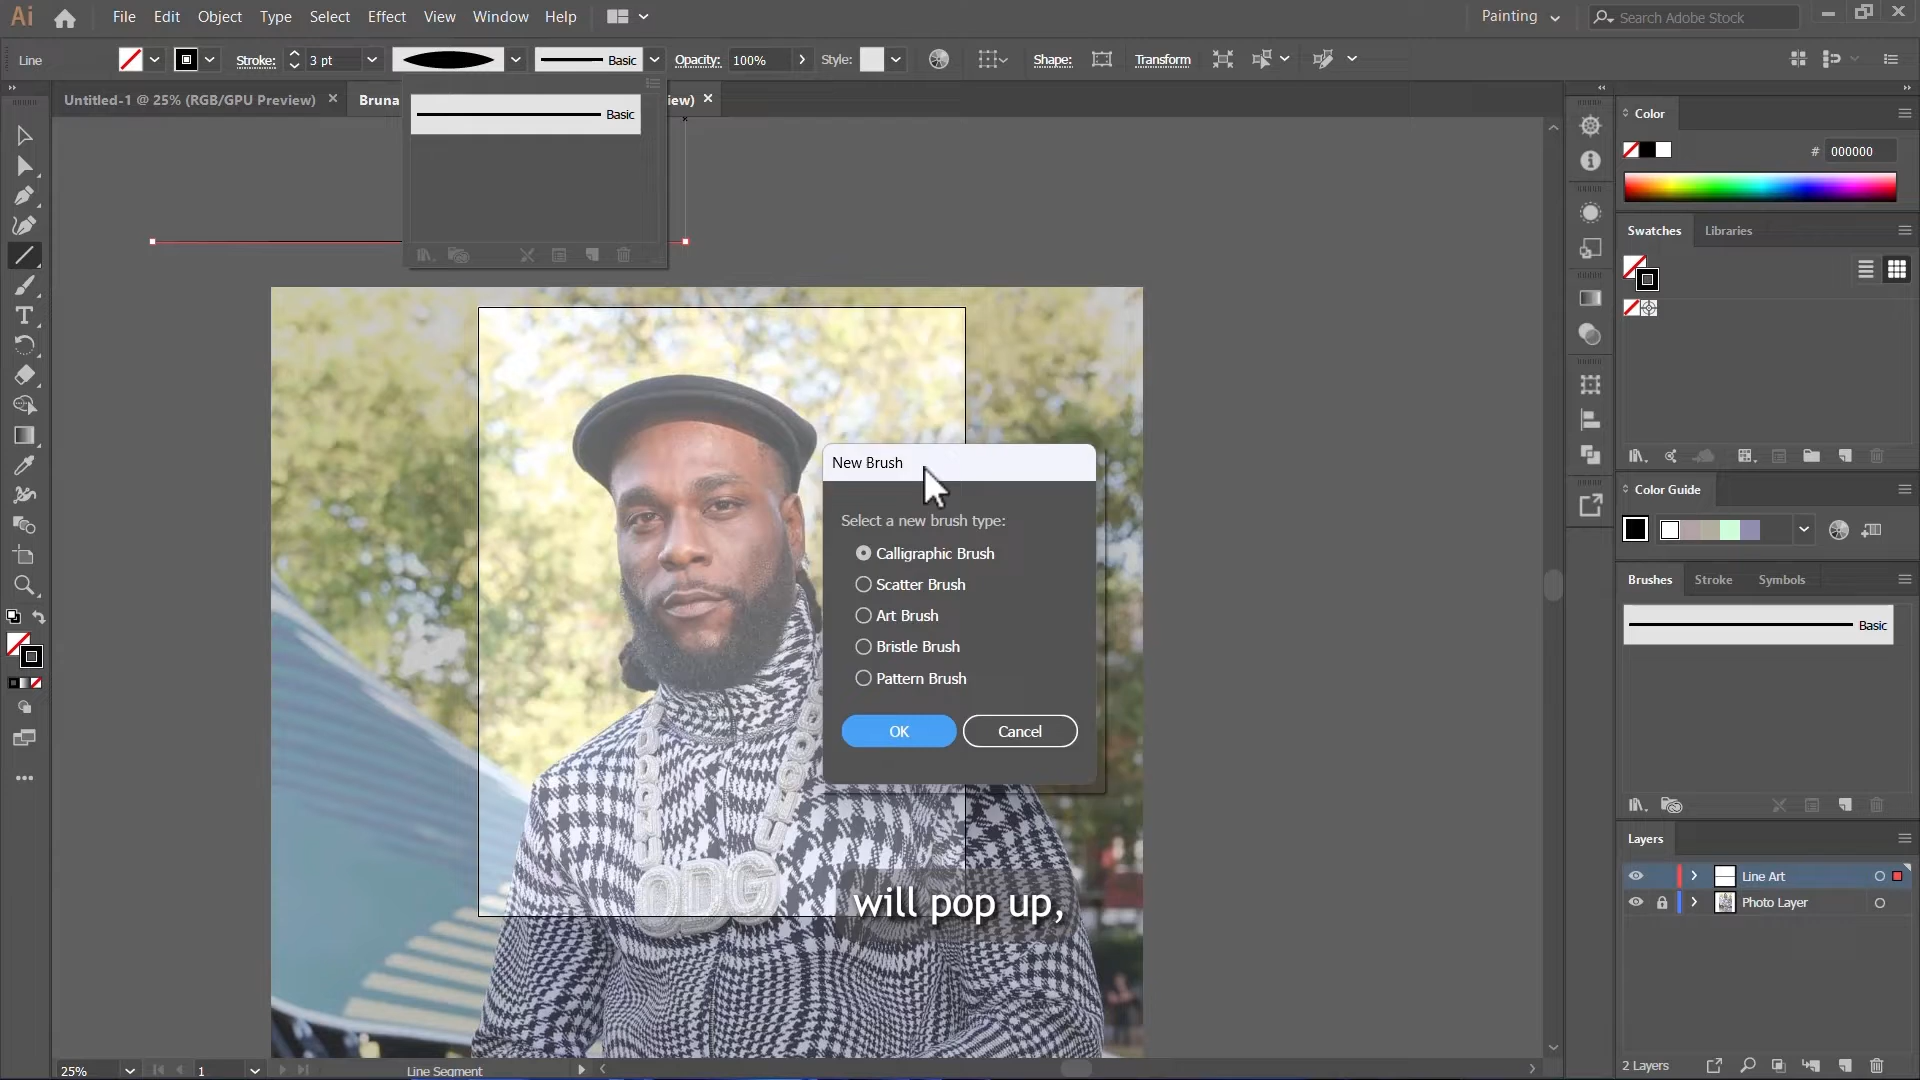 Ai File Edit Object Type Select Effect View Window Help Painting Search Adobe Stock
Line Stroke: 3 pt Basic Opacity: 100% Style: Shape: Transform
Untitled-1 @ 25% (RGB/GPU Preview) × Bruna iew) ×
Basic
Color
# 000000
Swatches Libraries
New Brush
Select a new brush type:
Calligraphic Brush
Scatter Brush
Art Brush
Bristle Brush
Pattern Brush
OK Cancel
Color Guide
Brushes Stroke Symbols
Basic
ODG
will pop up,
Layers
Line Art
Photo Layer
2 Layers
25% 1 Line Segment